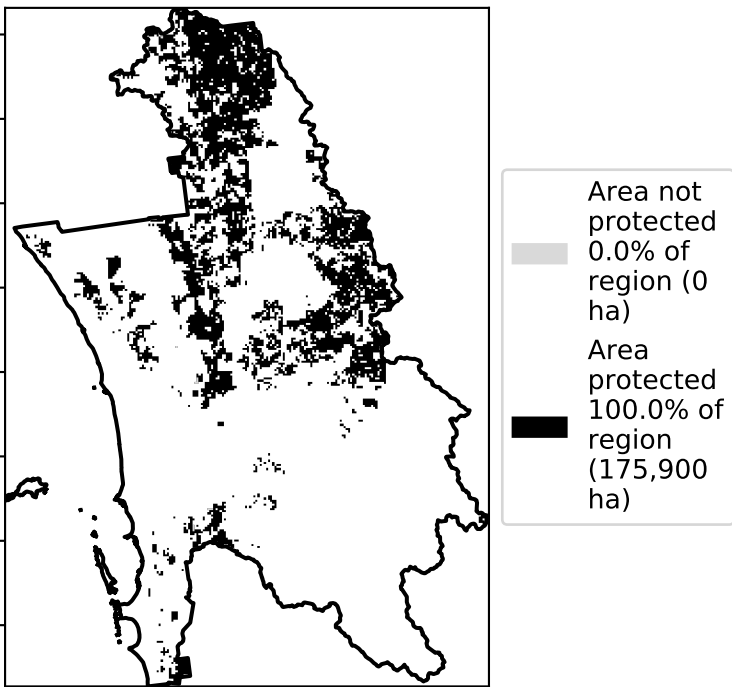 Area not
protected
0.0% of
region (0
ha)
Area
protected
100.0% of
region
(175,900
ha)